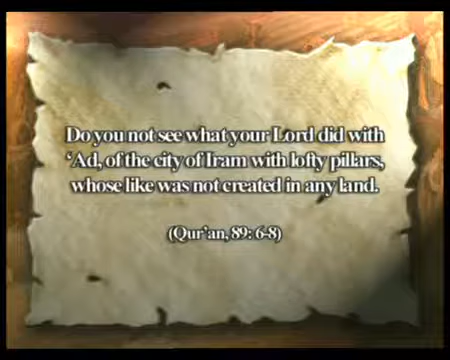 Do you not see what your Lord did with
‘Ad, of the city of Iram with lofty pillars,
whose like was not created in any land.
(Qur'an, 89: 6-8)